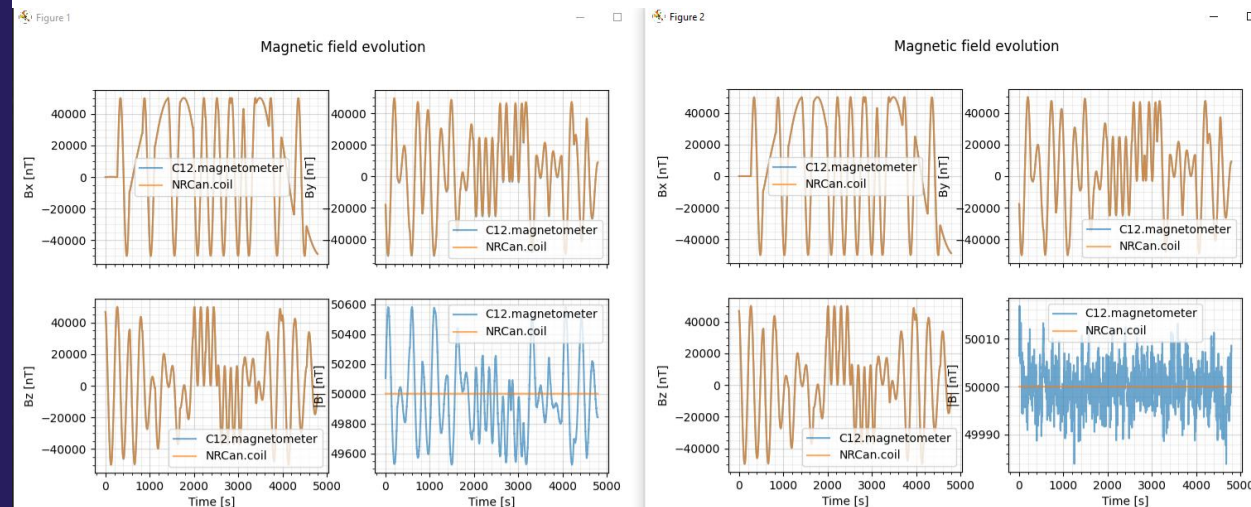 Figure 1
Magnetic field evolution
40000
20000
0
−20000
−40000
Bx [nT]
C12.magnetometer
NRCan.coil
40000
20000
0
−20000
−40000
By [nT]
C12.magnetometer
NRCan.coil
40000
20000
0
−20000
−40000
Bz [nT]
C12.magnetometer
NRCan.coil
0 1000 2000 3000 4000 5000
Time [s]
50600
50400
50200
50000
49800
49600
|B| [nT]
C12.magnetometer
NRCan.coil
0 1000 2000 3000 4000 5000
Time [s]
Figure 2
Magnetic field evolution
40000
20000
0
−20000
−40000
Bx [nT]
C12.magnetometer
NRCan.coil
40000
20000
0
−20000
−40000
By [nT]
C12.magnetometer
NRCan.coil
40000
20000
0
−20000
−40000
Bz [nT]
C12.magnetometer
NRCan.coil
0 1000 2000 3000 4000 5000
Time [s]
50010
50000
49990
|B| [nT]
C12.magnetometer
NRCan.coil
0 1000 2000 3000 4000
Time [s]